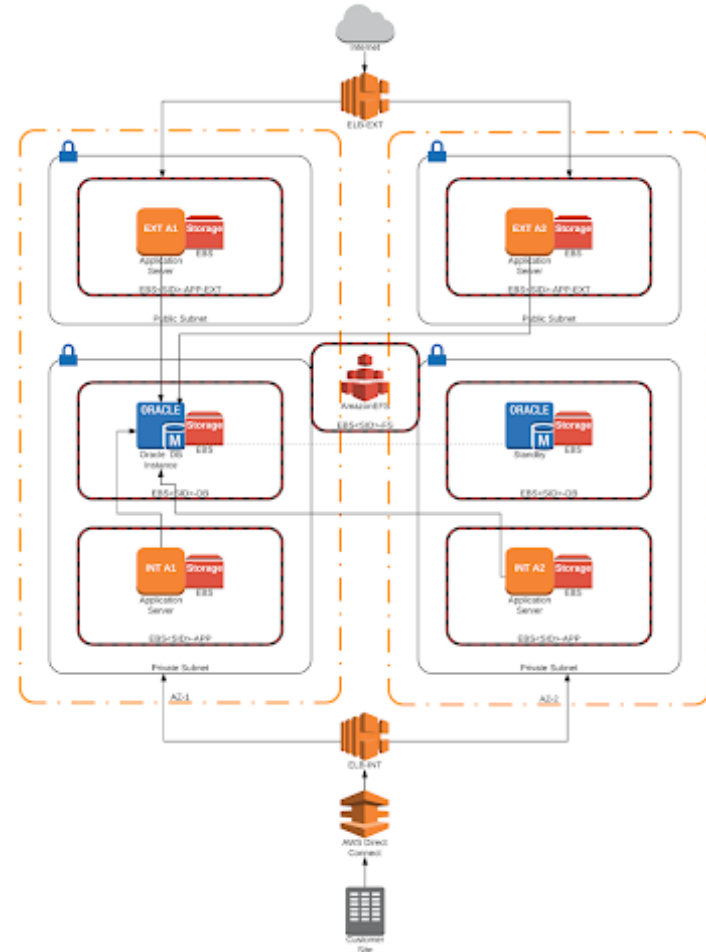 Internet
ELB-EXT
EXT A1
Storage
Application
Server
EBS
EBS<SID>-APP-EXT
Public Subnet
EXT A2
Storage
Application
Server
EBS
EBS<SID>-APP-EXT
Public Subnet
AmazonEFS
EBS<SID>-FS
ORACLE
M
Storage
Oracle DB
Instance
EBS
EBS<SID>-DB
ORACLE
M
Storage
Standby
EBS
EBS<SID>-DB
INT A1
Storage
Application
Server
EBS
EBS<SID>-APP
Private Subnet
AZ-1
INT A2
Storage
Application
Server
EBS
EBS<SID>-APP
Private Subnet
AZ-2
ELB-INT
AWS Direct
Connect
Customer
Site